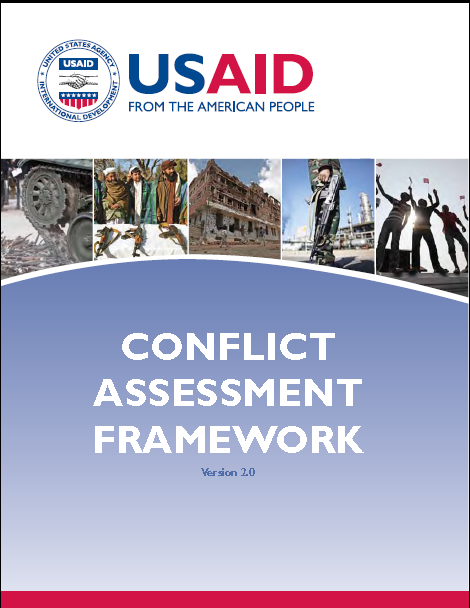 UNITED STATES AGENCY
USAID
INTERNATIONAL DEVELOPMENT
USAID
FROM THE AMERICAN PEOPLE
CONFLICT
ASSESSMENT
FRAMEWORK
Version 2.0